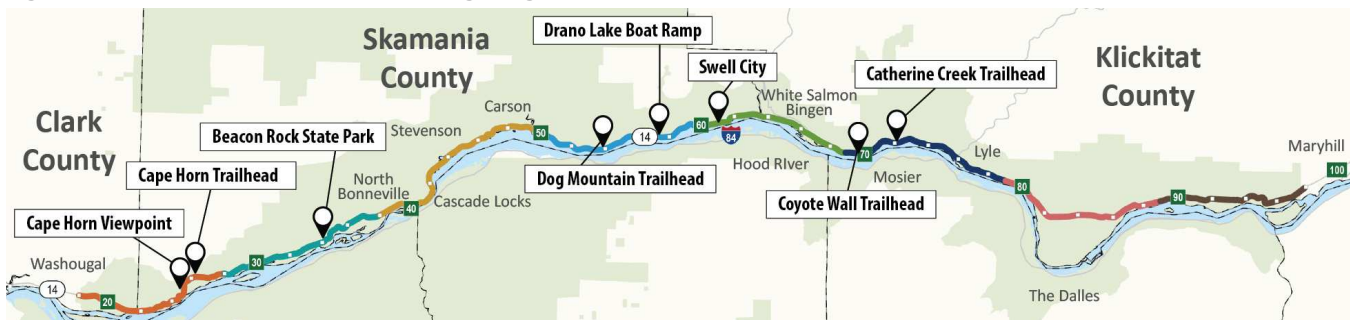 Clark
County
Skamania
County
Klickitat
County
Cape Horn Viewpoint
Cape Horn Trailhead
Beacon Rock State Park
Dog Mountain Trailhead
Drano Lake Boat Ramp
Swell City
Coyote Wall Trailhead
Catherine Creek Trailhead
Washougal
North
Bonneville
Cascade Locks
Stevenson
Carson
Hood RIver
White Salmon
Bingen
Mosier
Lyle
The Dalles
Maryhill
14
20
30
40
50
14
60
84
70
80
90
100